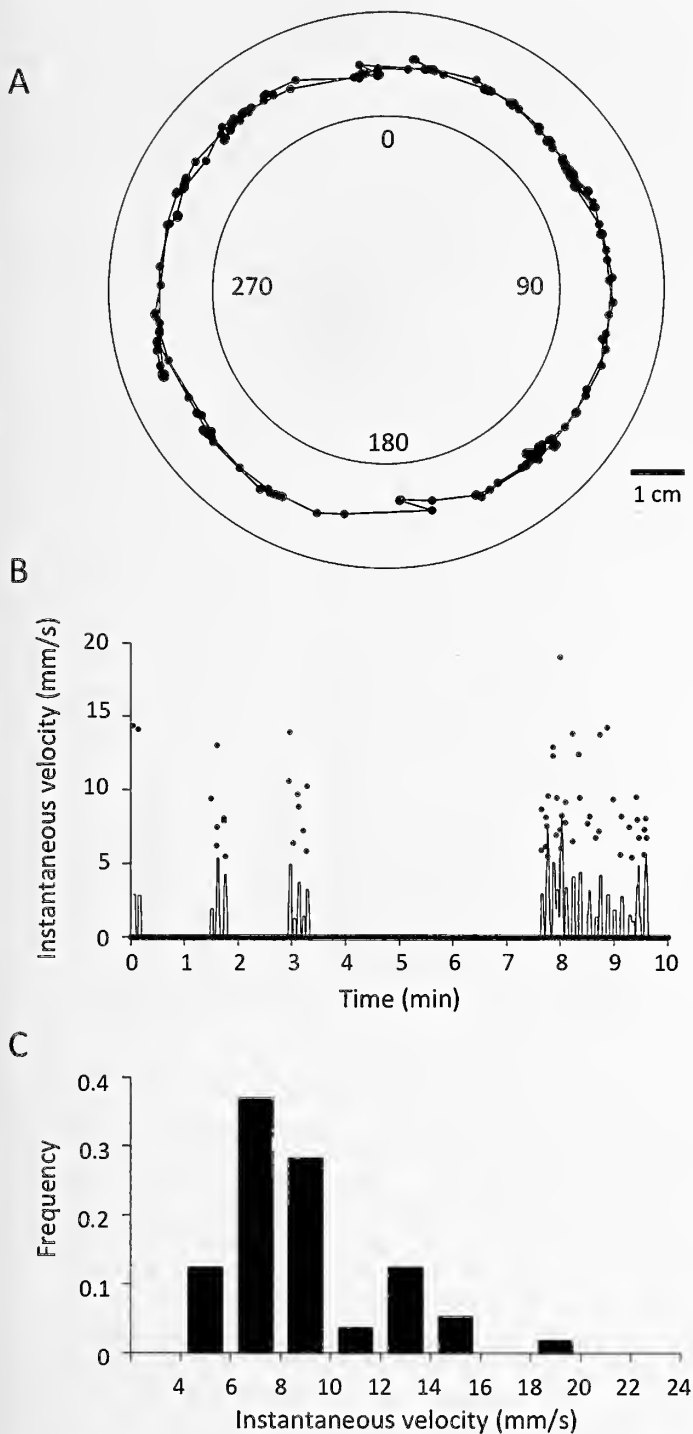 A
0
270
90
180
1 cm
B
Instantaneous velocity (mm/s)
20
15
10
5
0
0 1 2 3 4 5 6 7 8 9 10
Time (min)
C
Frequency
0.4
0.3
0.2
0.1
0
4 6 8 10 12 14 16 18 20 22 24
Instantaneous velocity (mm/s)